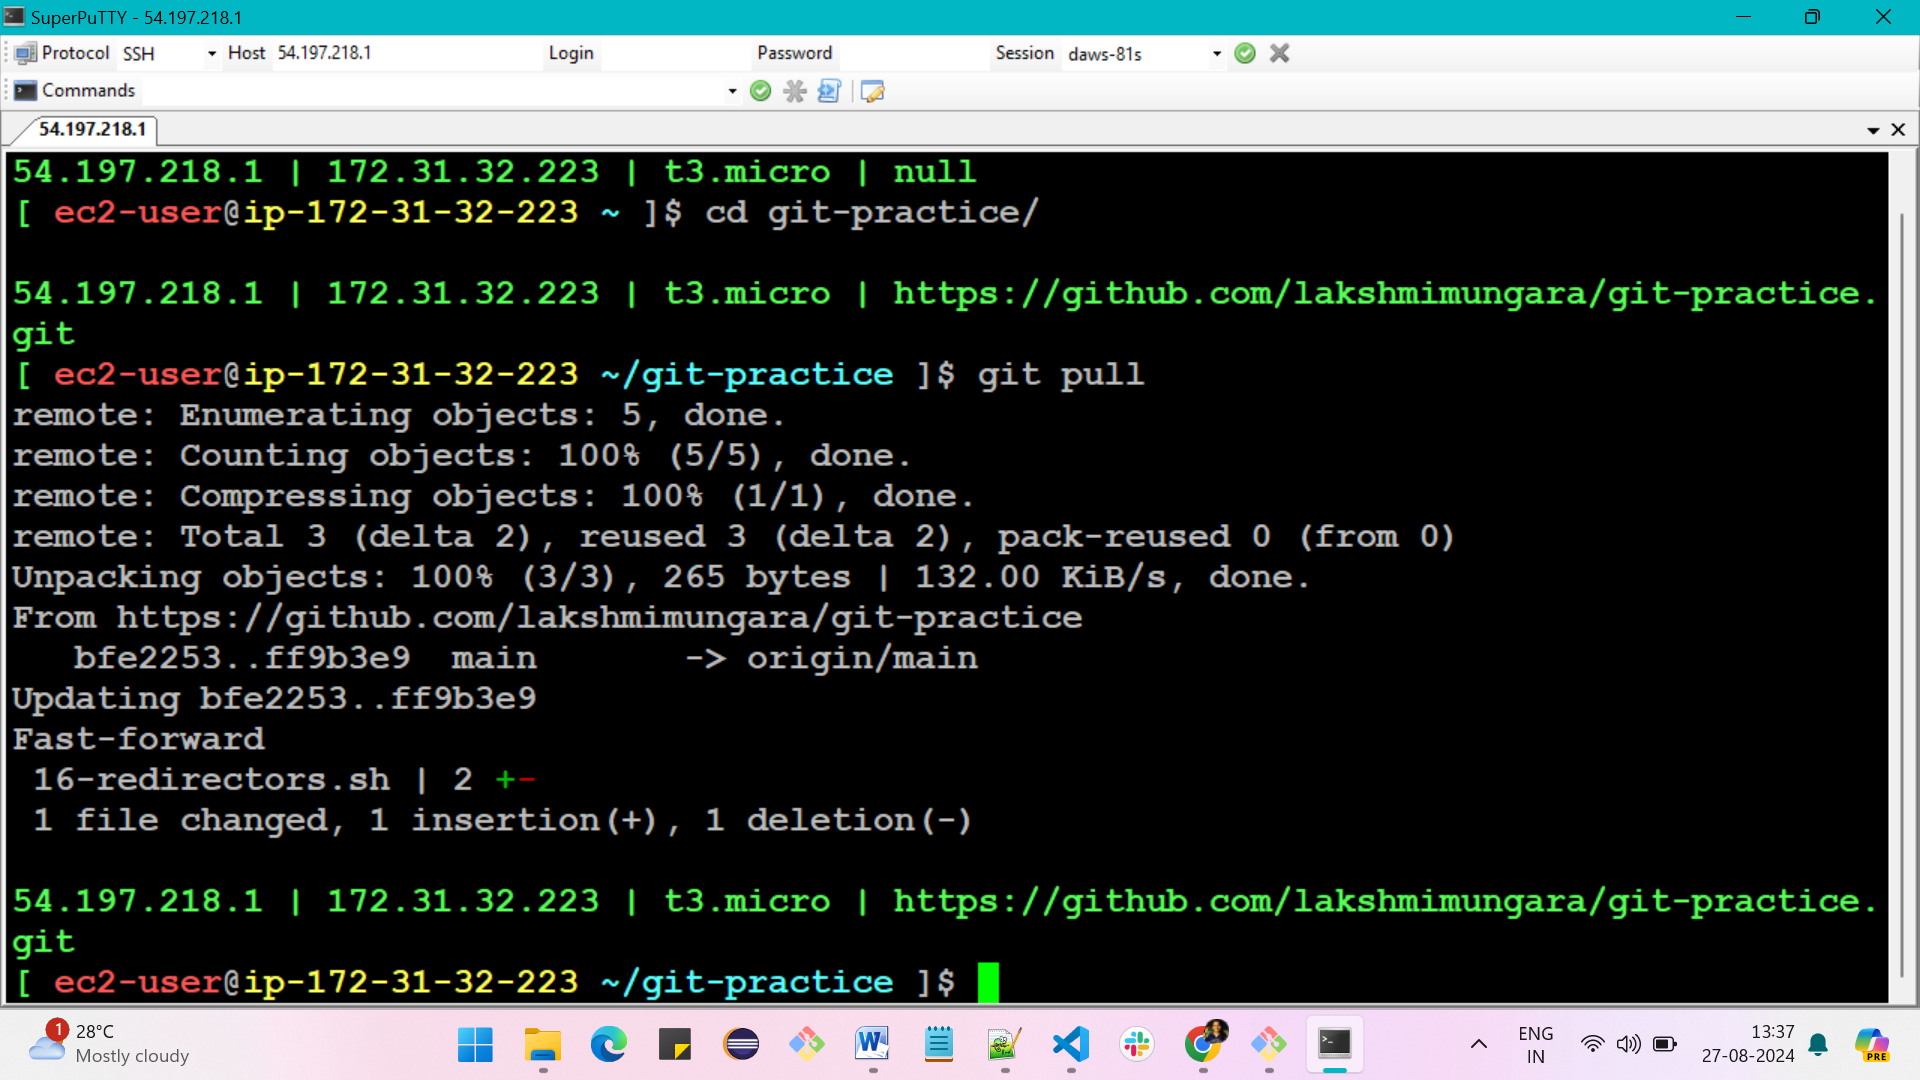 SuperPuTTY - 54.197.218.1
Protocol SSH Host 54.197.218.1 Login Password Session daws-81s
Commands
54.197.218.1
54.197.218.1 | 172.31.32.223 | t3.micro | null
[ ec2-user@ip-172-31-32-223 ~ ]$ cd git-practice/
54.197.218.1 | 172.31.32.223 | t3.micro | https://github.com/lakshmimungara/git-practice.
git
[ ec2-user@ip-172-31-32-223 ~/git-practice ]$ git pull
remote: Enumerating objects: 5, done.
remote: Counting objects: 100% (5/5), done.
remote: Compressing objects: 100% (1/1), done.
remote: Total 3 (delta 2), reused 3 (delta 2), pack-reused 0 (from 0)
Unpacking objects: 100% (3/3), 265 bytes | 132.00 KiB/s, done.
From https://github.com/lakshmimungara/git-practice
   bfe2253..ff9b3e9  main       -> origin/main
Updating bfe2253..ff9b3e9
Fast-forward
 16-redirectors.sh | 2 +-
 1 file changed, 1 insertion(+), 1 deletion(-)
54.197.218.1 | 172.31.32.223 | t3.micro | https://github.com/lakshmimungara/git-practice.
git
[ ec2-user@ip-172-31-32-223 ~/git-practice ]$
1 28°C
Mostly cloudy
ENG
IN
13:37
27-08-2024
PRE